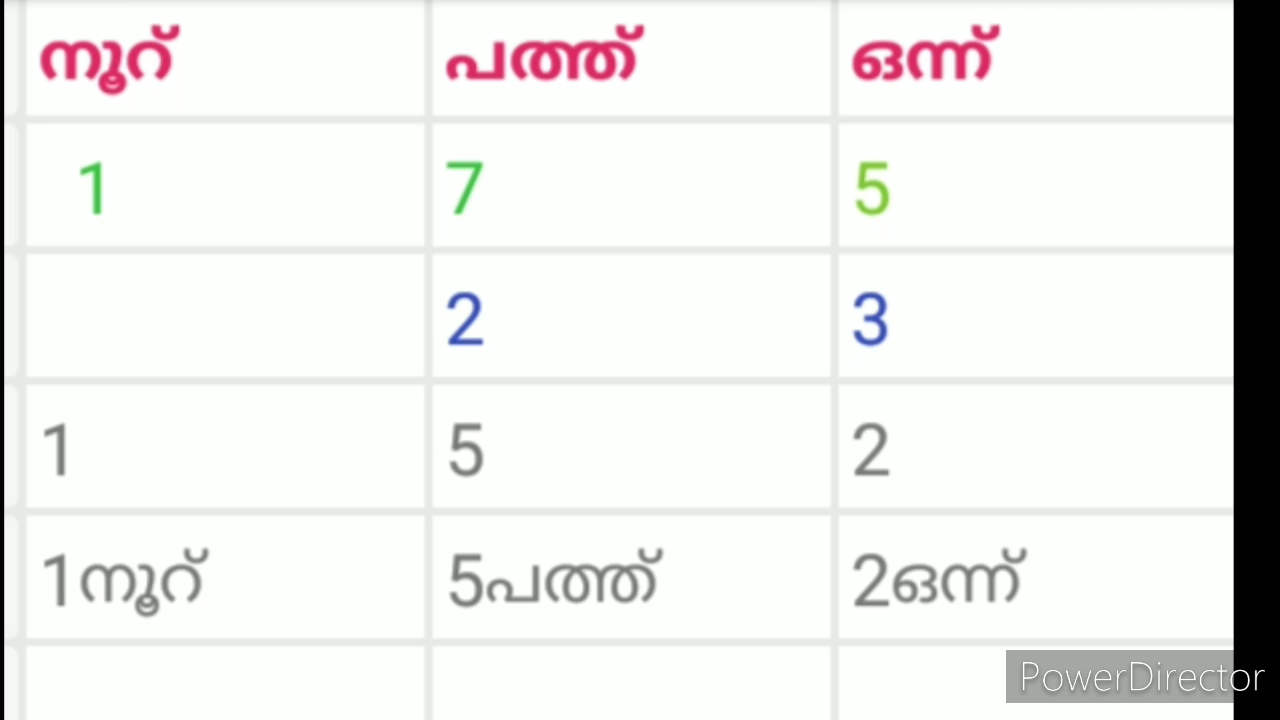 നൂറ് പത്ത് ഒന്ന്
1 7 5
2 3
1 5 2
1നൂറ് 5പത്ത് 2ഒന്ന്
PowerDirector